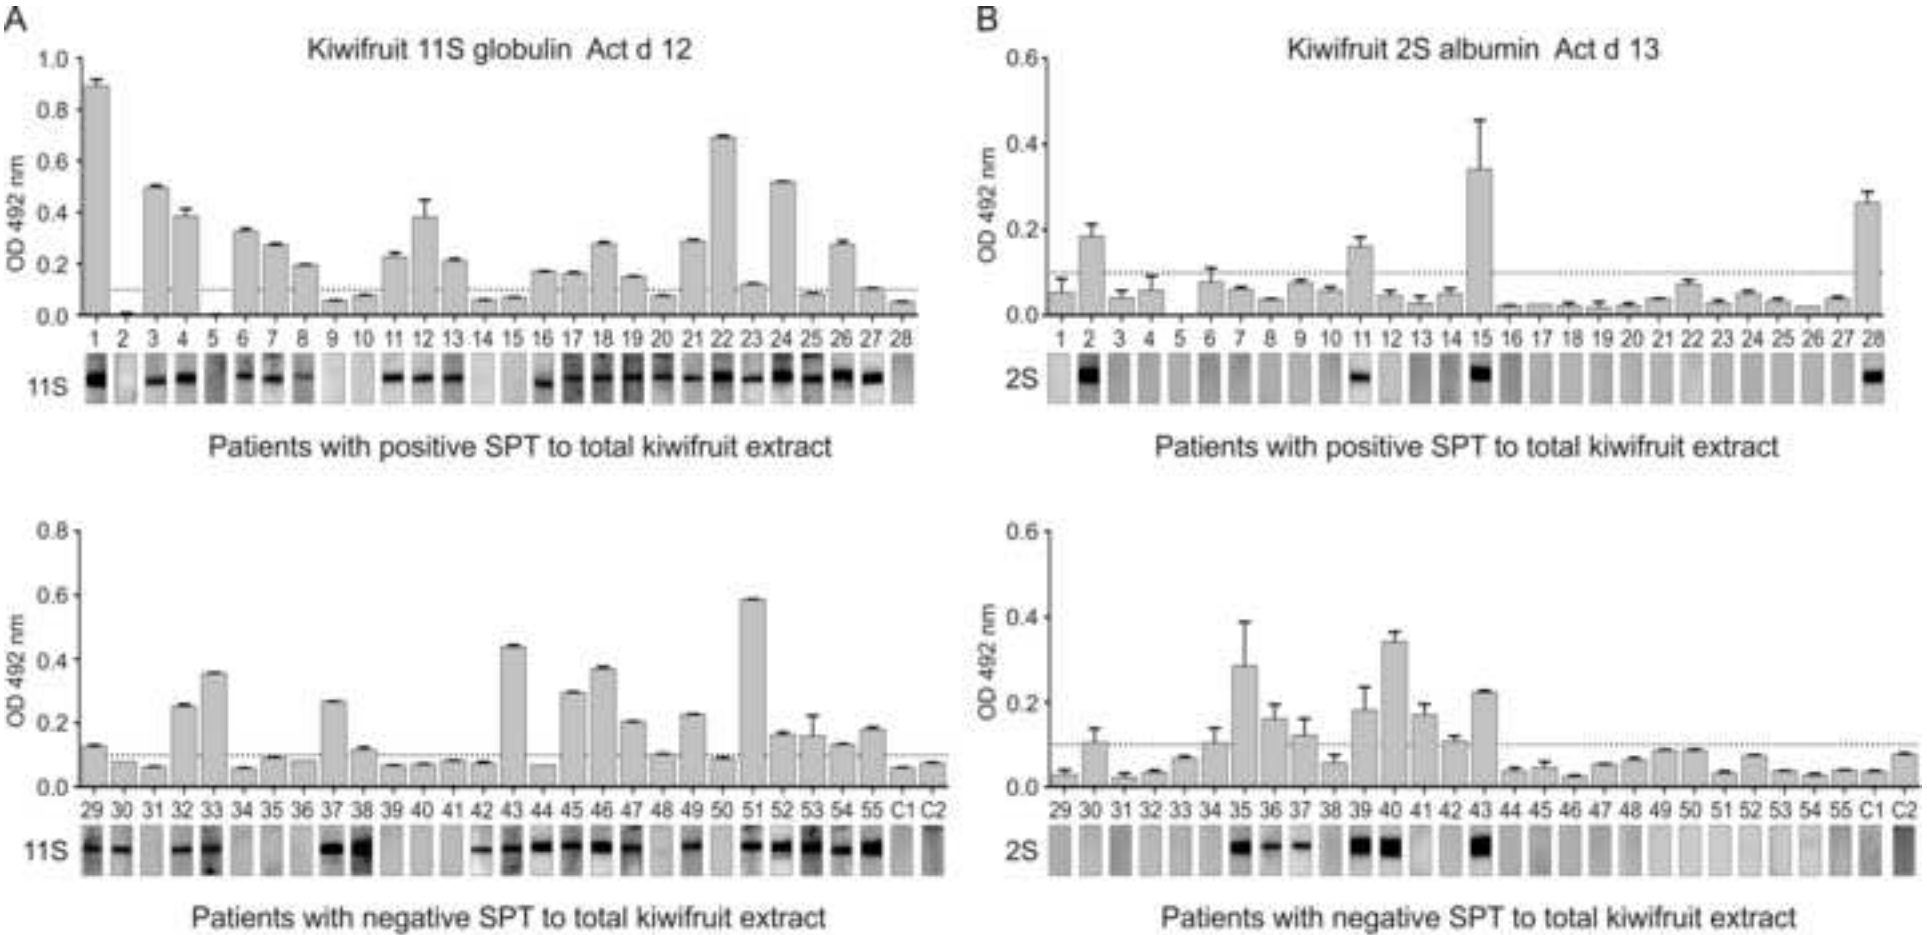 A
Kiwifruit 11S globulin Act d 12
OD 492 nm
1.0
0.8
0.6
0.4
0.2
0.0
1 2 3 4 5 6 7 8 9 10 11 12 13 14 15 16 17 18 19 20 21 22 23 24 25 26 27 28
11S
Patients with positive SPT to total kiwifruit extract
B
Kiwifruit 2S albumin Act d 13
OD 492 nm
0.6
0.4
0.2
0.0
1 2 3 4 5 6 7 8 9 10 11 12 13 14 15 16 17 18 19 20 21 22 23 24 25 26 27 28
2S
Patients with positive SPT to total kiwifruit extract
OD 492 nm
0.8
0.6
0.4
0.2
0.0
29 30 31 32 33 34 35 36 37 38 39 40 41 42 43 44 45 46 47 48 49 50 51 52 53 54 55 C1 C2
11S
Patients with negative SPT to total kiwifruit extract
OD 492 nm
0.6
0.4
0.2
0.0
29 30 31 32 33 34 35 36 37 38 39 40 41 42 43 44 45 46 47 48 49 50 51 52 53 54 55 C1 C2
2S
Patients with negative SPT to total kiwifruit extract